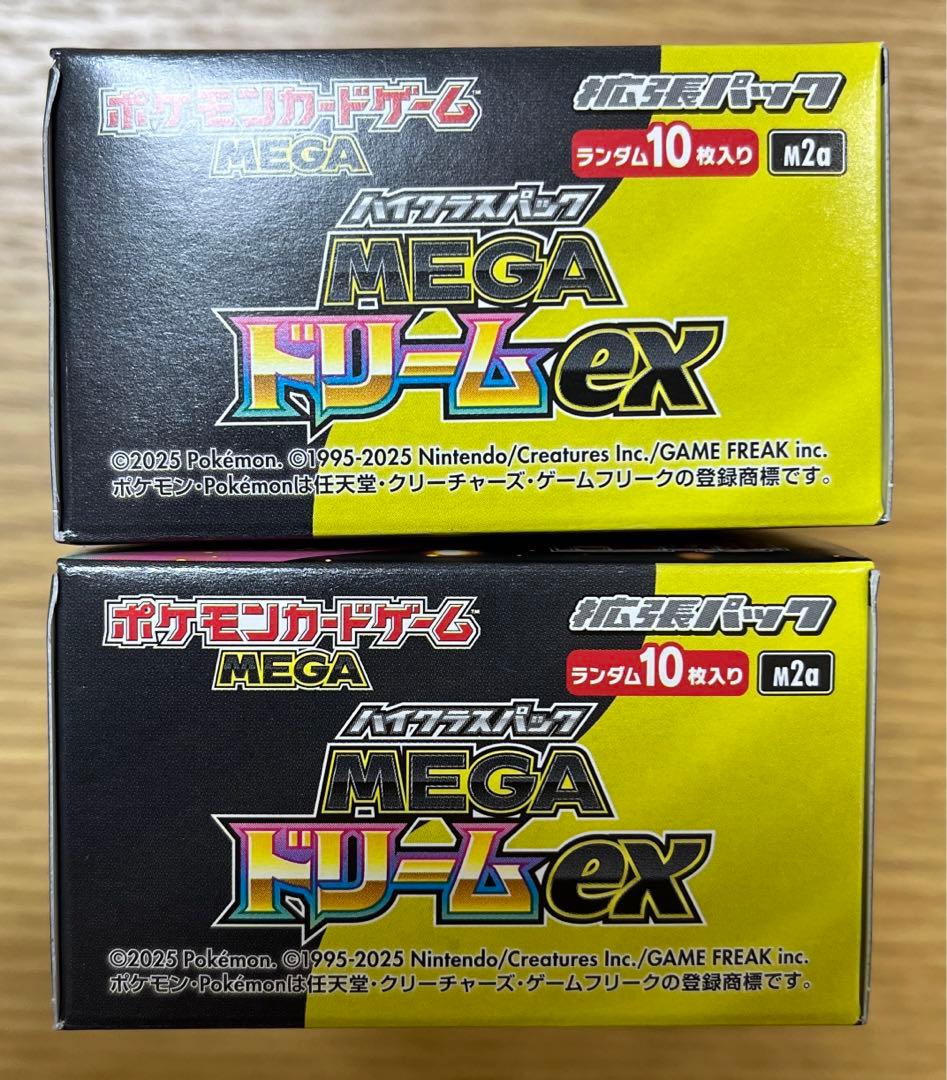 ポケモンカードゲーム™
MEGA
拡張パック
ランダム10枚入り M2a
ハイクラスパック
MEGA
ドリームex
©2025 Pokémon. ©1995-2025 Nintendo/Creatures Inc./GAME FREAK inc.
ポケモン・Pokémonは任天堂・クリーチャーズ・ゲームフリークの登録商標です。
ポケモンカードゲーム™
MEGA
拡張パック
ランダム10枚入り M2a
ハイクラスパック
MEGA
ドリームex
©2025 Pokémon. ©1995-2025 Nintendo/Creatures Inc./GAME FREAK inc.
ポケモン・Pokémonは任天堂・クリーチャーズ・ゲームフリークの登録商標です。